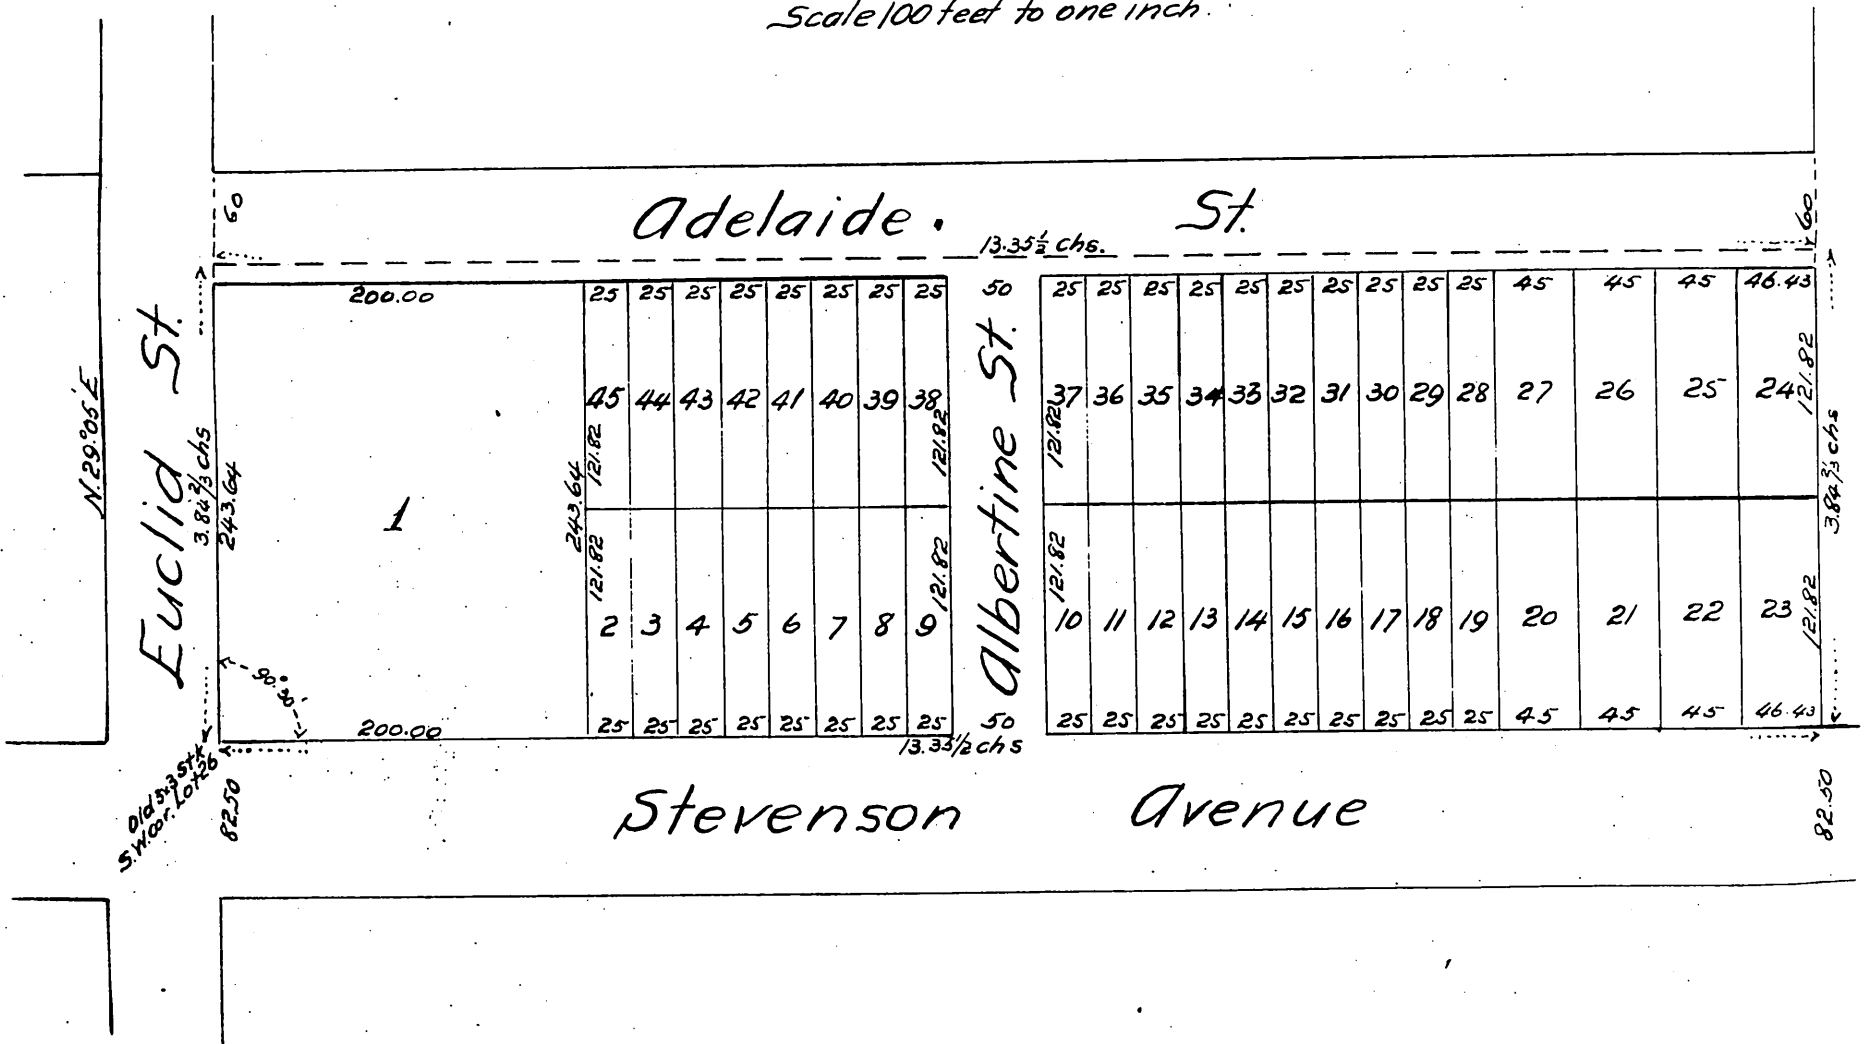 Scale 100 feet to one inch.
60
Adelaide. St.
60
13.35½ chs.
200.00
25 25 25 25 25 25 25 25
50
25 25 25 25 25 25 25 25 25 25 45 45 45 46.43
Euclid St.
N.29°05'E
3.84⅔ chs
243.64
1
243.64
45 44 43 42 41 40 39 38
121.82
121.82
Albertine St.
37 36 35 34 33 32 31 30 29 28 27 26 25 24
121.82
121.82
3.84⅔ chs
121.82
121.82
2 3 4 5 6 7 8 9
121.82
10 11 12 13 14 15 16 17 18 19 20 21 22 23
121.82
90°30'
200.00
25 25 25 25 25 25 25 25
50
25 25 25 25 25 25 25 25 25 25 45 45 45 46.43
13.35½ chs
Old 3x3 Stk
S.W.cor. Lot 26
82.50
Stevenson Avenue
82.50